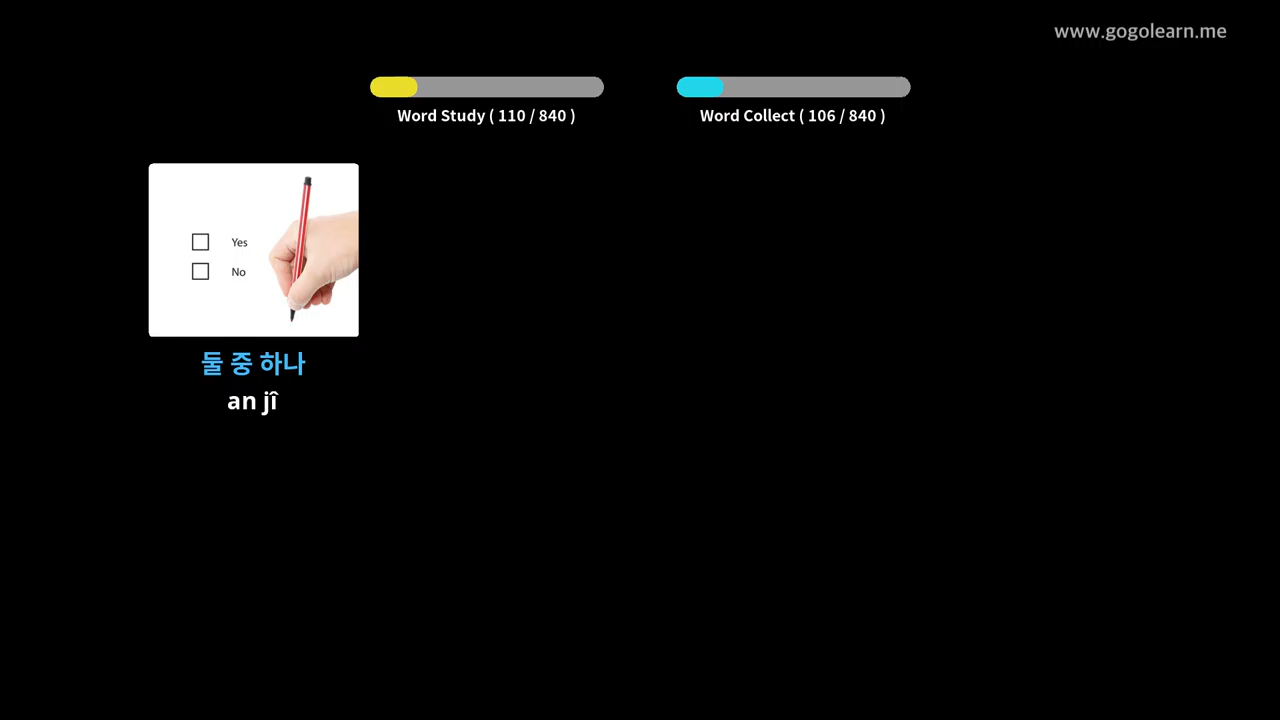 www.gogolearn.me
Word Study ( 110 / 840 )
Word Collect ( 106 / 840 )
Yes
No
둘 중 하나
an jî